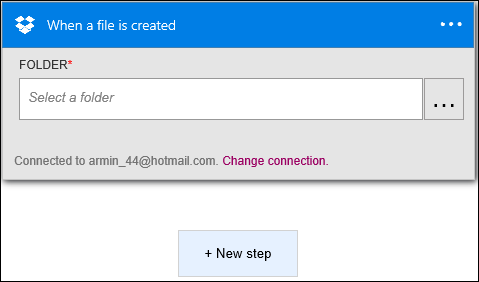 When a file is created
...
FOLDER*
Select a folder
...
Connected to armin_44@hotmail.com. Change connection.
+ New step